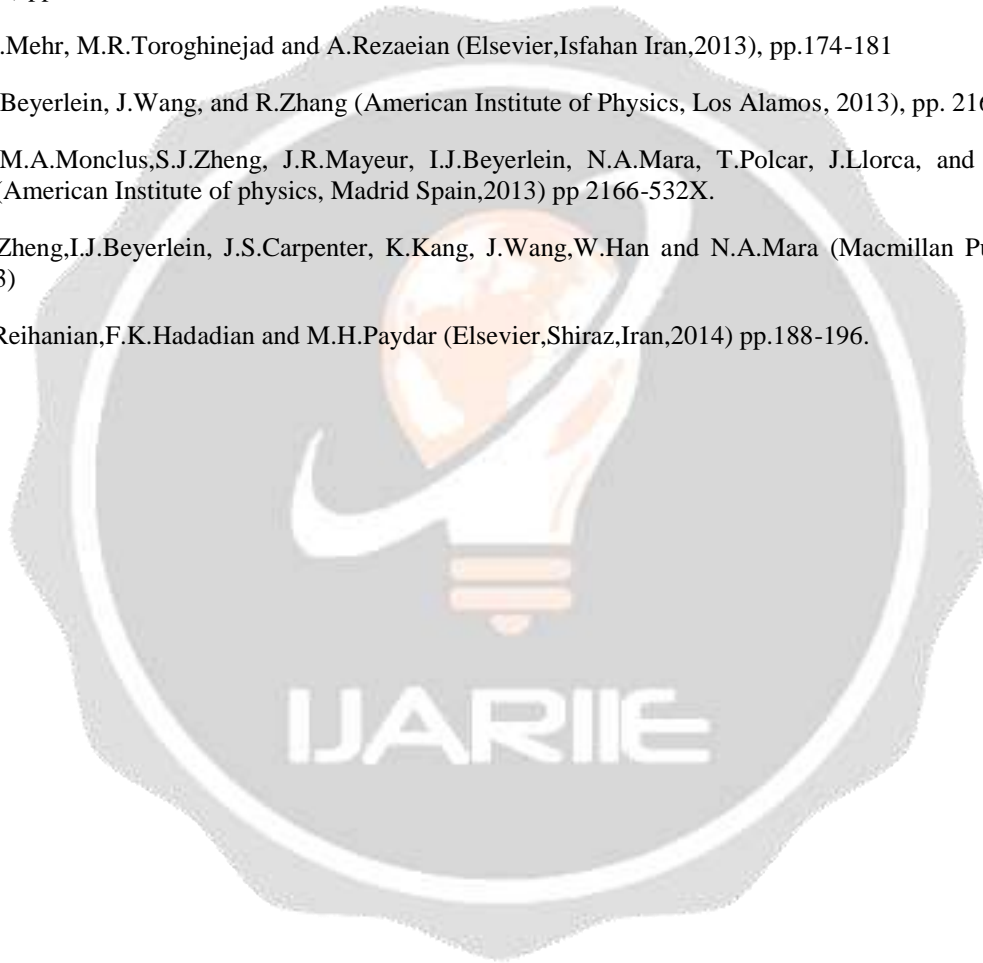 .Mehr, M.R.Toroghinejad and A.Rezaeian (Elsevier,Isfahan Iran,2013), pp.174-181
Beyerlein, J.Wang, and R.Zhang (American Institute of Physics, Los Alamos, 2013), pp.
M.A.Monclus,S.J.Zheng, J.R.Mayeur, I.J.Beyerlein, N.A.Mara, T.Polcar, J.Llorca, and
(American Institute of physics, Madrid Spain,2013) pp 2166-532X.
Zheng,I.J.Beyerlein, J.S.Carpenter, K.Kang, J.Wang,W.Han and N.A.Mara (Macmillan
3)
Reihanian,F.K.Hadadian and M.H.Paydar (Elsevier,Shiraz,Iran,2014) pp.188-196.
IJARIIE